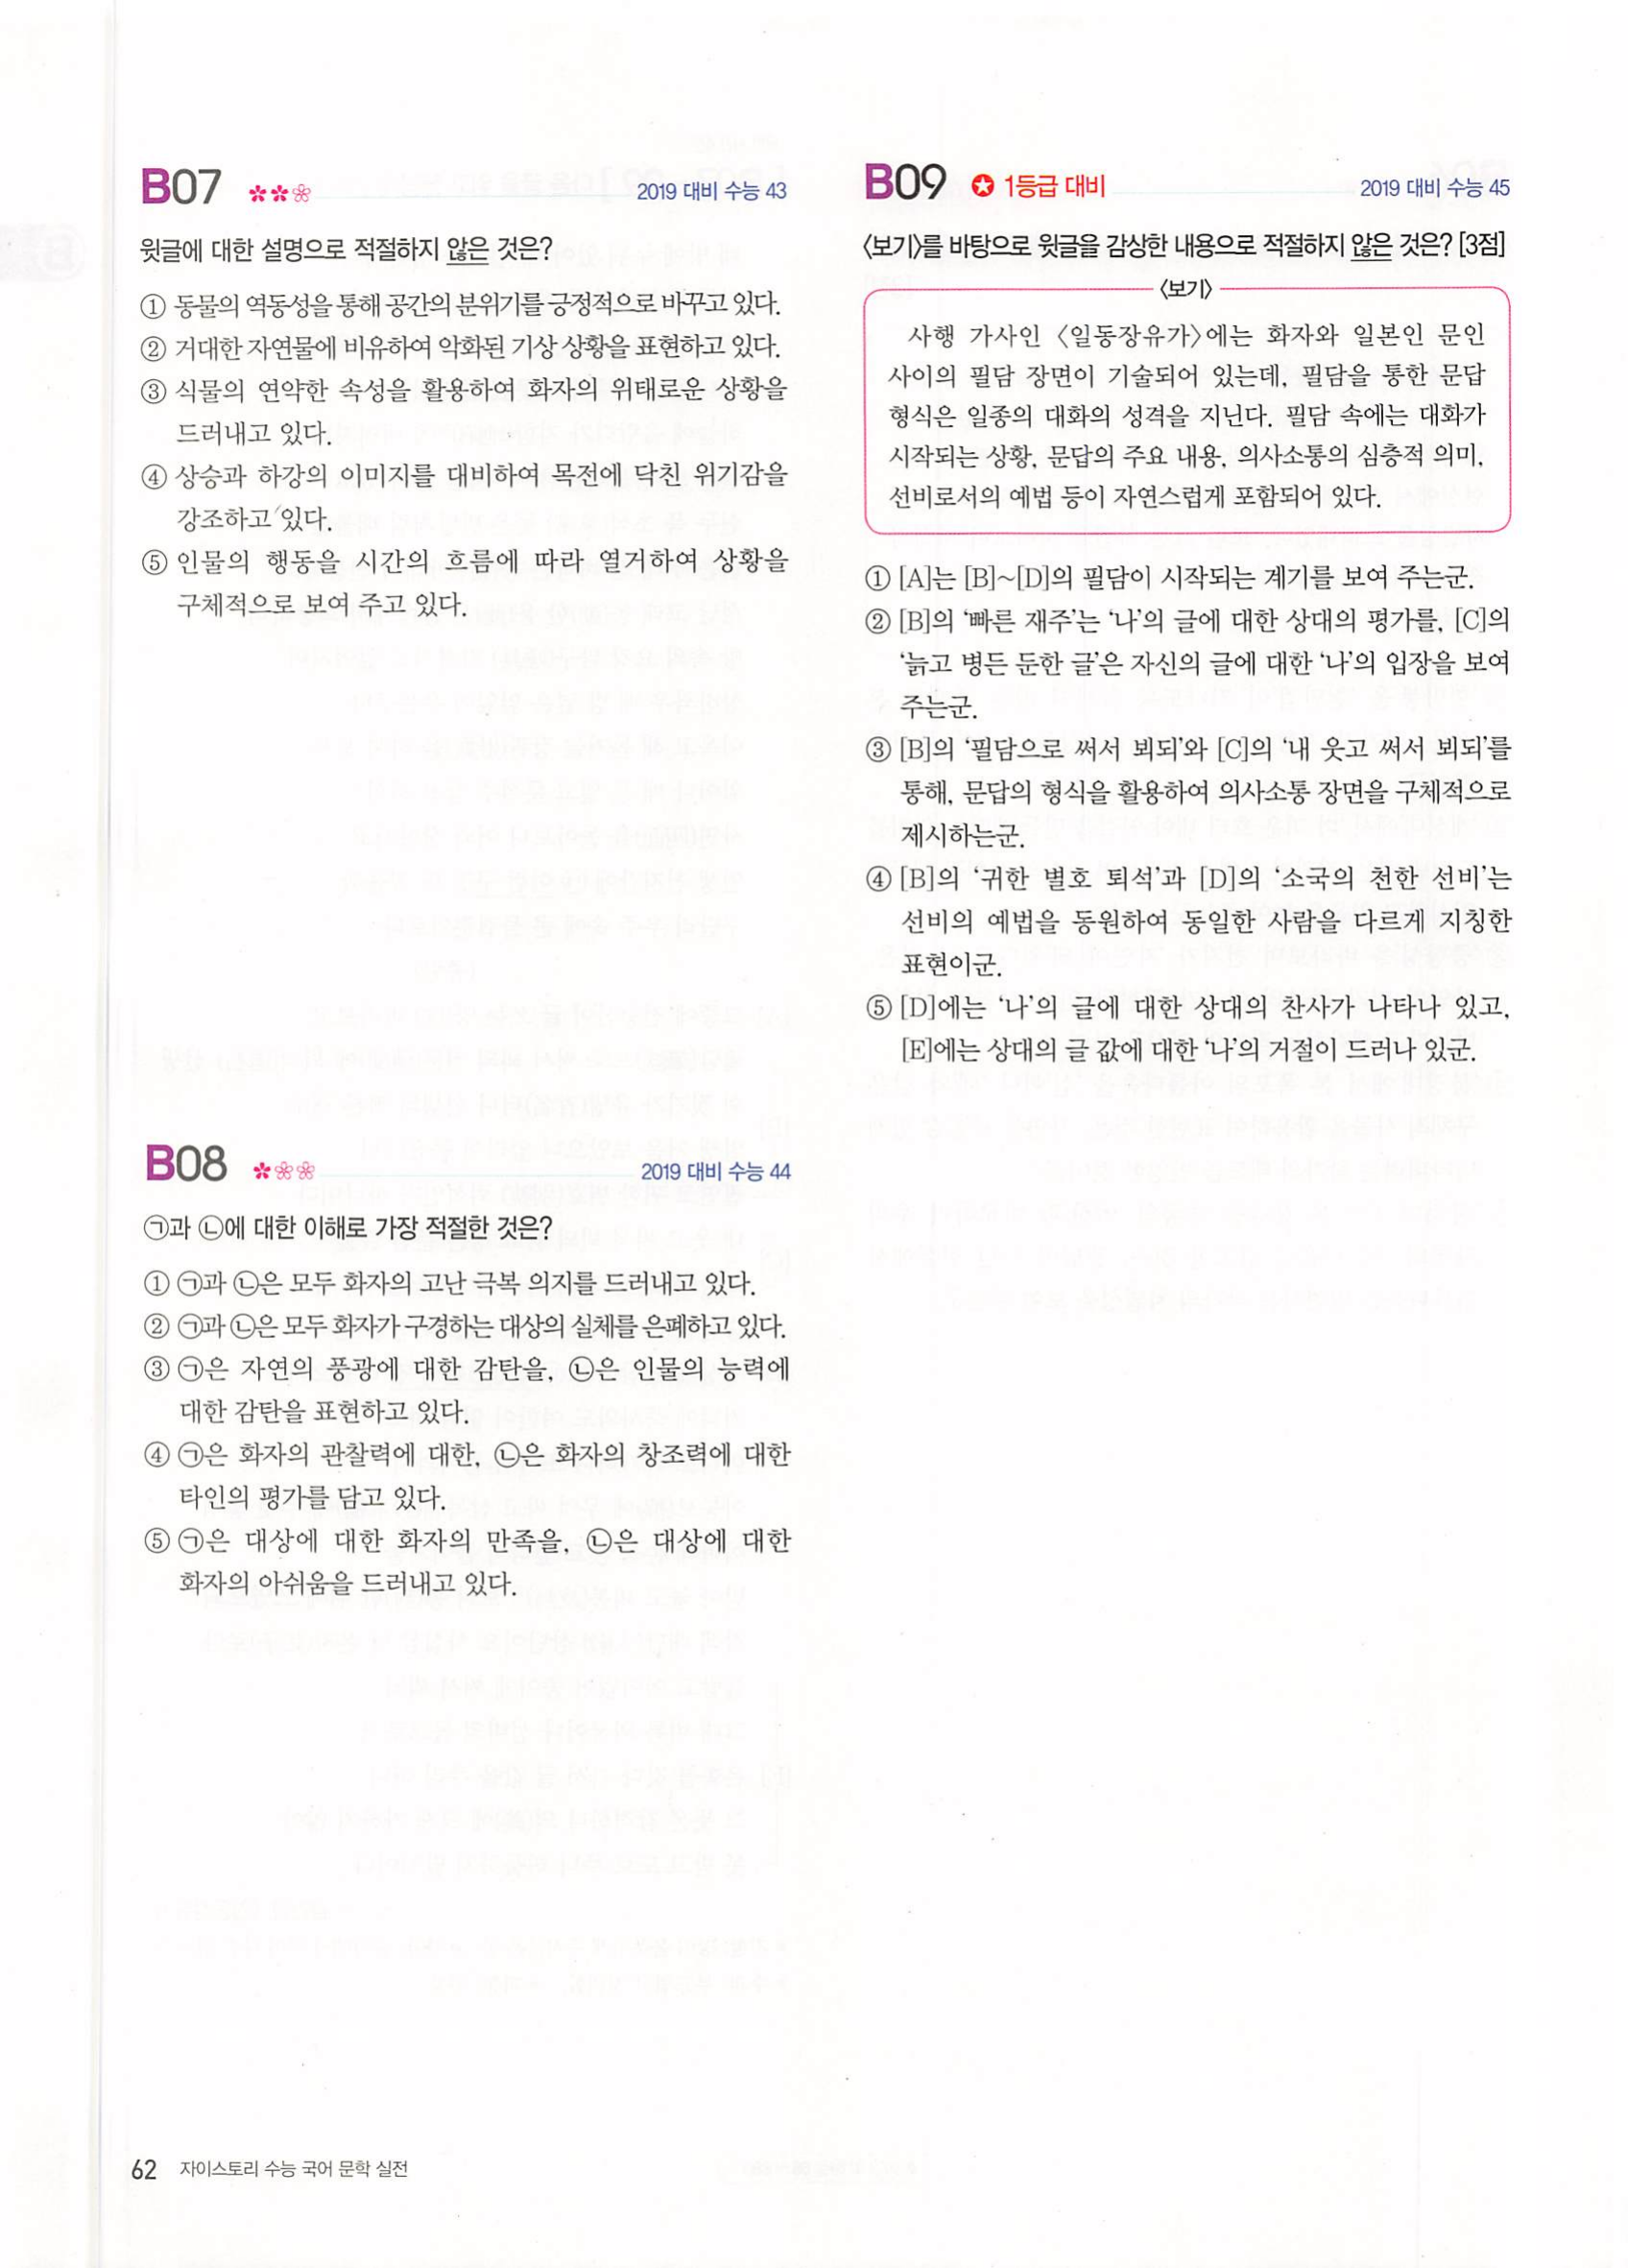 B07
2019 대비 수능 43
윗글에 대한 설명으로 적절하지 않은 것은?
① 동물의 역동성을 통해 공간의 분위기를 긍정적으로 바꾸고 있다.
② 거대한 자연물에 비유하여 악화된 기상 상황을 표현하고 있다.
③ 식물의 연약한 속성을 활용하여 화자의 위태로운 상황을
드러내고 있다.
④ 상승과 하강의 이미지를 대비하여 목전에 닥친 위기감을
강조하고 있다.
⑤ 인물의 행동을 시간의 흐름에 따라 열거하여 상황을
구체적으로 보여 주고 있다.
B08
2019 대비 수능 44
㉠과 ㉡에 대한 이해로 가장 적절한 것은?
① ㉠과 ㉡은 모두 화자의 고난 극복 의지를 드러내고 있다.
② ㉠과 ㉡은 모두 화자가 구경하는 대상의 실체를 은폐하고 있다.
③ ㉠은 자연의 풍광에 대한 감탄을, ㉡은 인물의 능력에
대한 감탄을 표현하고 있다.
④ ㉠은 화자의 관찰력에 대한, ㉡은 화자의 창조력에 대한
타인의 평가를 담고 있다.
⑤ ㉠은 대상에 대한 화자의 만족을, ㉡은 대상에 대한
화자의 아쉬움을 드러내고 있다.
B09
1등급 대비
2019 대비 수능 45
〈보기〉를 바탕으로 윗글을 감상한 내용으로 적절하지 않은 것은? [3점]
〈보기〉
사행 가사인 〈일동장유가〉에는 화자와 일본인 문인
사이의 필담 장면이 기술되어 있는데, 필담을 통한 문답
형식은 일종의 대화의 성격을 지닌다. 필담 속에는 대화가
시작되는 상황, 문답의 주요 내용, 의사소통의 심층적 의미,
선비로서의 예법 등이 자연스럽게 포함되어 있다.
① [A]는 [B]~[D]의 필담이 시작되는 계기를 보여 주는군.
② [B]의 '빠른 재주'는 '나'의 글에 대한 상대의 평가를, [C]의
'늙고 병든 둔한 글'은 자신의 글에 대한 '나'의 입장을 보여
주는군.
③ [B]의 '필담으로 써서 뵈되'와 [C]의 '내 웃고 써서 뵈되'를
통해, 문답의 형식을 활용하여 의사소통 장면을 구체적으로
제시하는군.
④ [B]의 '귀한 별호 퇴석'과 [D]의 '소국의 천한 선비'는
선비의 예법을 동원하여 동일한 사람을 다르게 지칭한
표현이군.
⑤ [D]에는 '나'의 글에 대한 상대의 찬사가 나타나 있고,
[E]에는 상대의 글 값에 대한 '나'의 거절이 드러나 있군.
62 자이스토리 수능 국어 문학 실전